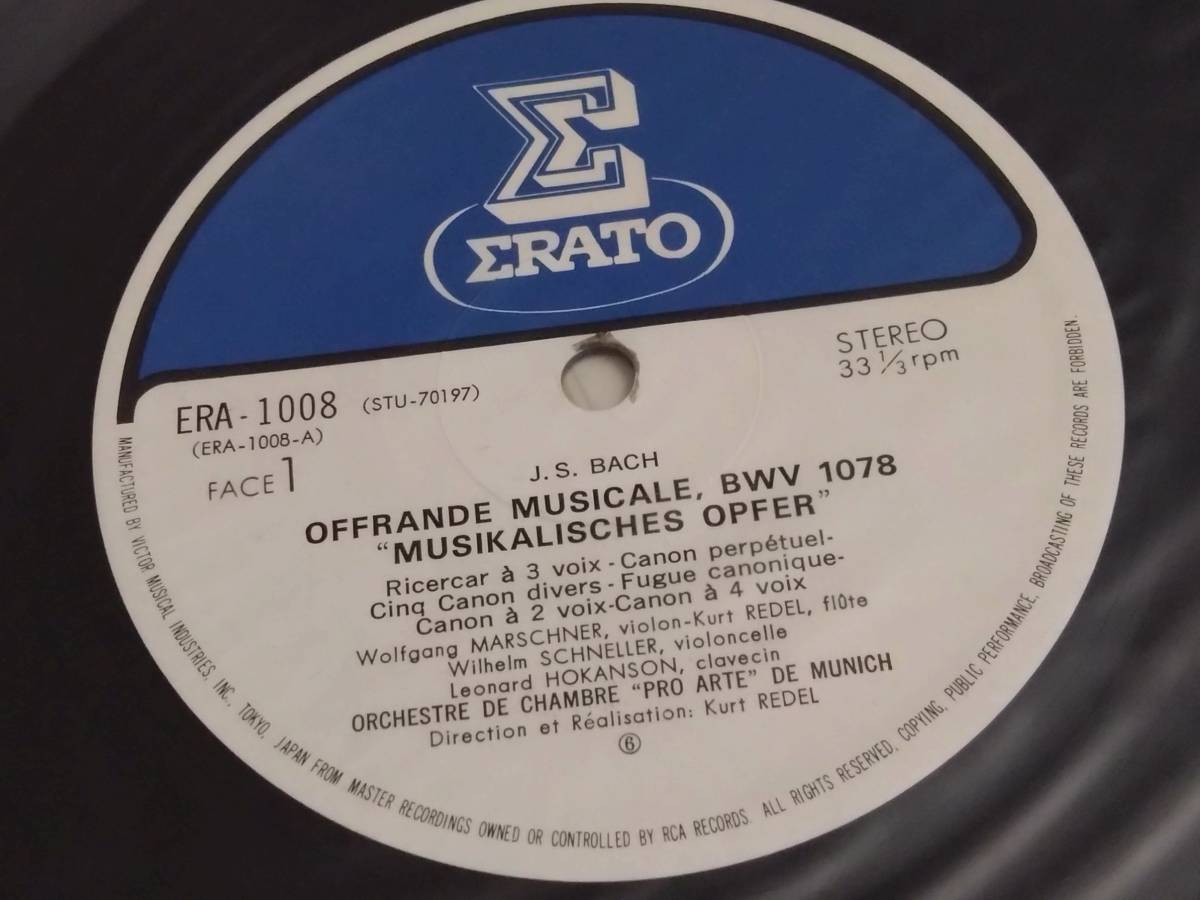 ΣRATO
STEREO
33 1/3 rpm
ERA-1008 (STU-70197)
(ERA-1008-A)
FACE 1
J. S. BACH
OFFRANDE MUSICALE, BWV 1078
“MUSIKALISCHES OPFER”
Ricercar à 3 voix-Canon perpétuel-
Cinq Canon divers-Fugue canonique-
Canon à 2 voix-Canon à 4 voix
Wolfgang MARSCHNER, violon-Kurt REDEL, flûte
Wilhelm SCHNELLER, violoncelle
Leonard HOKANSON, clavecin
ORCHESTRE DE CHAMBRE “PRO ARTE” DE MUNICH
Direction et Réalisation: Kurt REDEL
⑥
MANUFACTURED BY VICTOR MUSICAL INDUSTRIES, INC., TOKYO, JAPAN FROM MASTER RECORDINGS OWNED OR CONTROLLED BY RCA RECORDS. ALL RIGHTS RESERVED. COPYING, PUBLIC PERFORMANCE, BROADCASTING OF THESE RECORDS ARE FORBIDDEN.